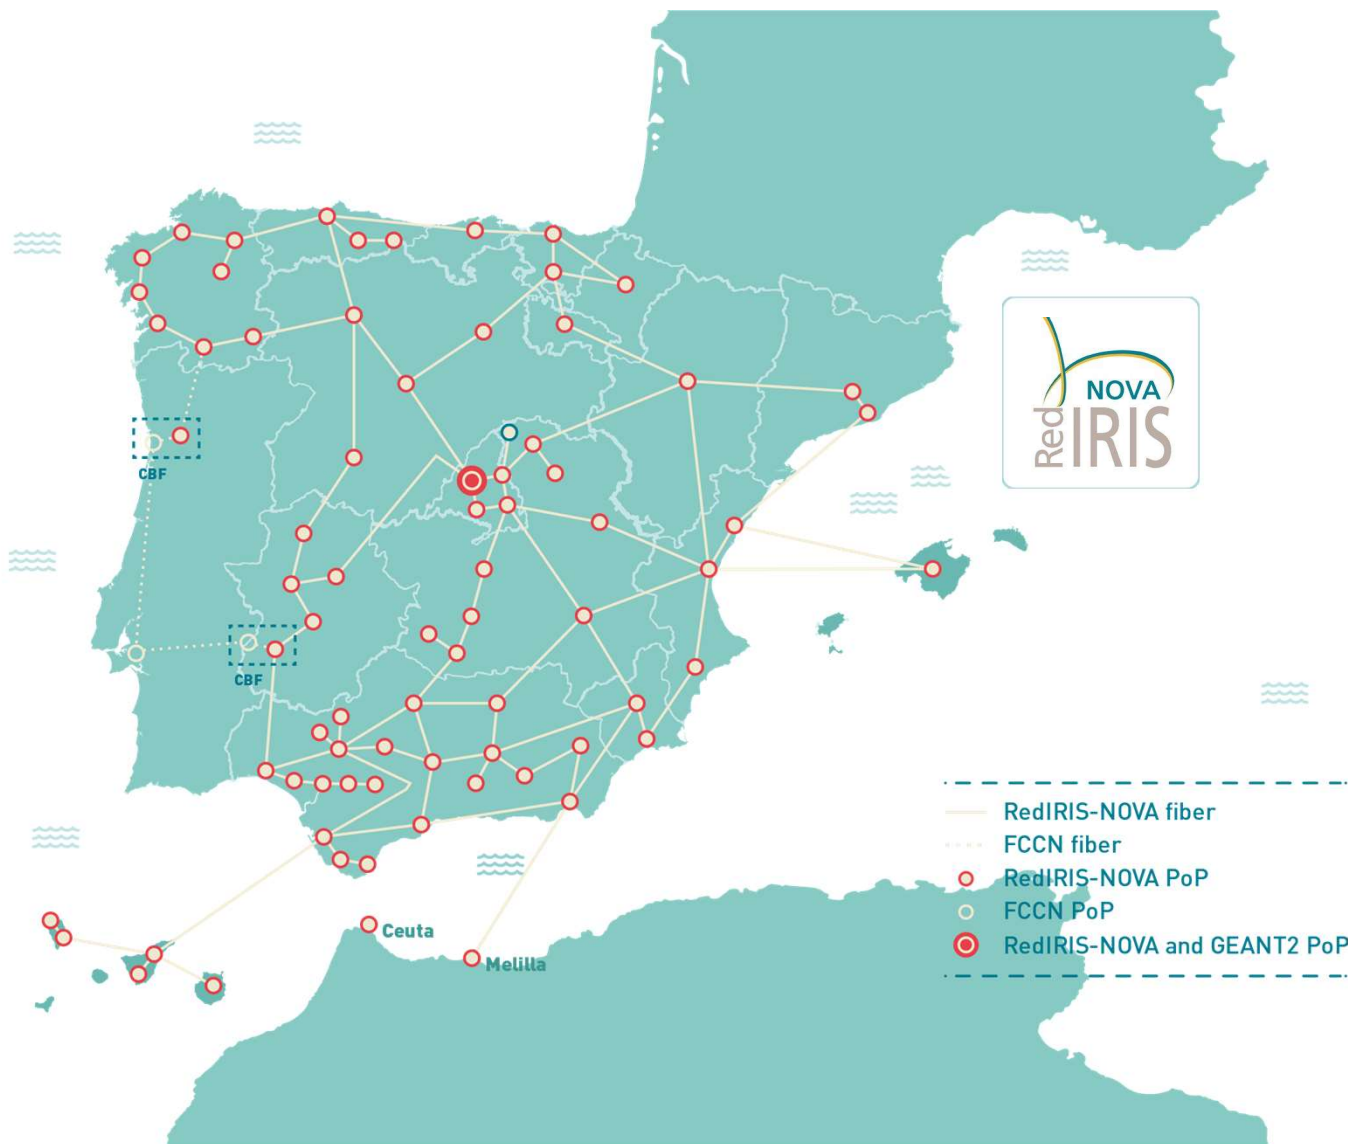 NOVA
Red IRIS
CBF
CBF
RedIRIS-NOVA fiber
FCCN fiber
RedIRIS-NOVA PoP
FCCN PoP
RedIRIS-NOVA and GEANT2 PoP
Ceuta
Melilla